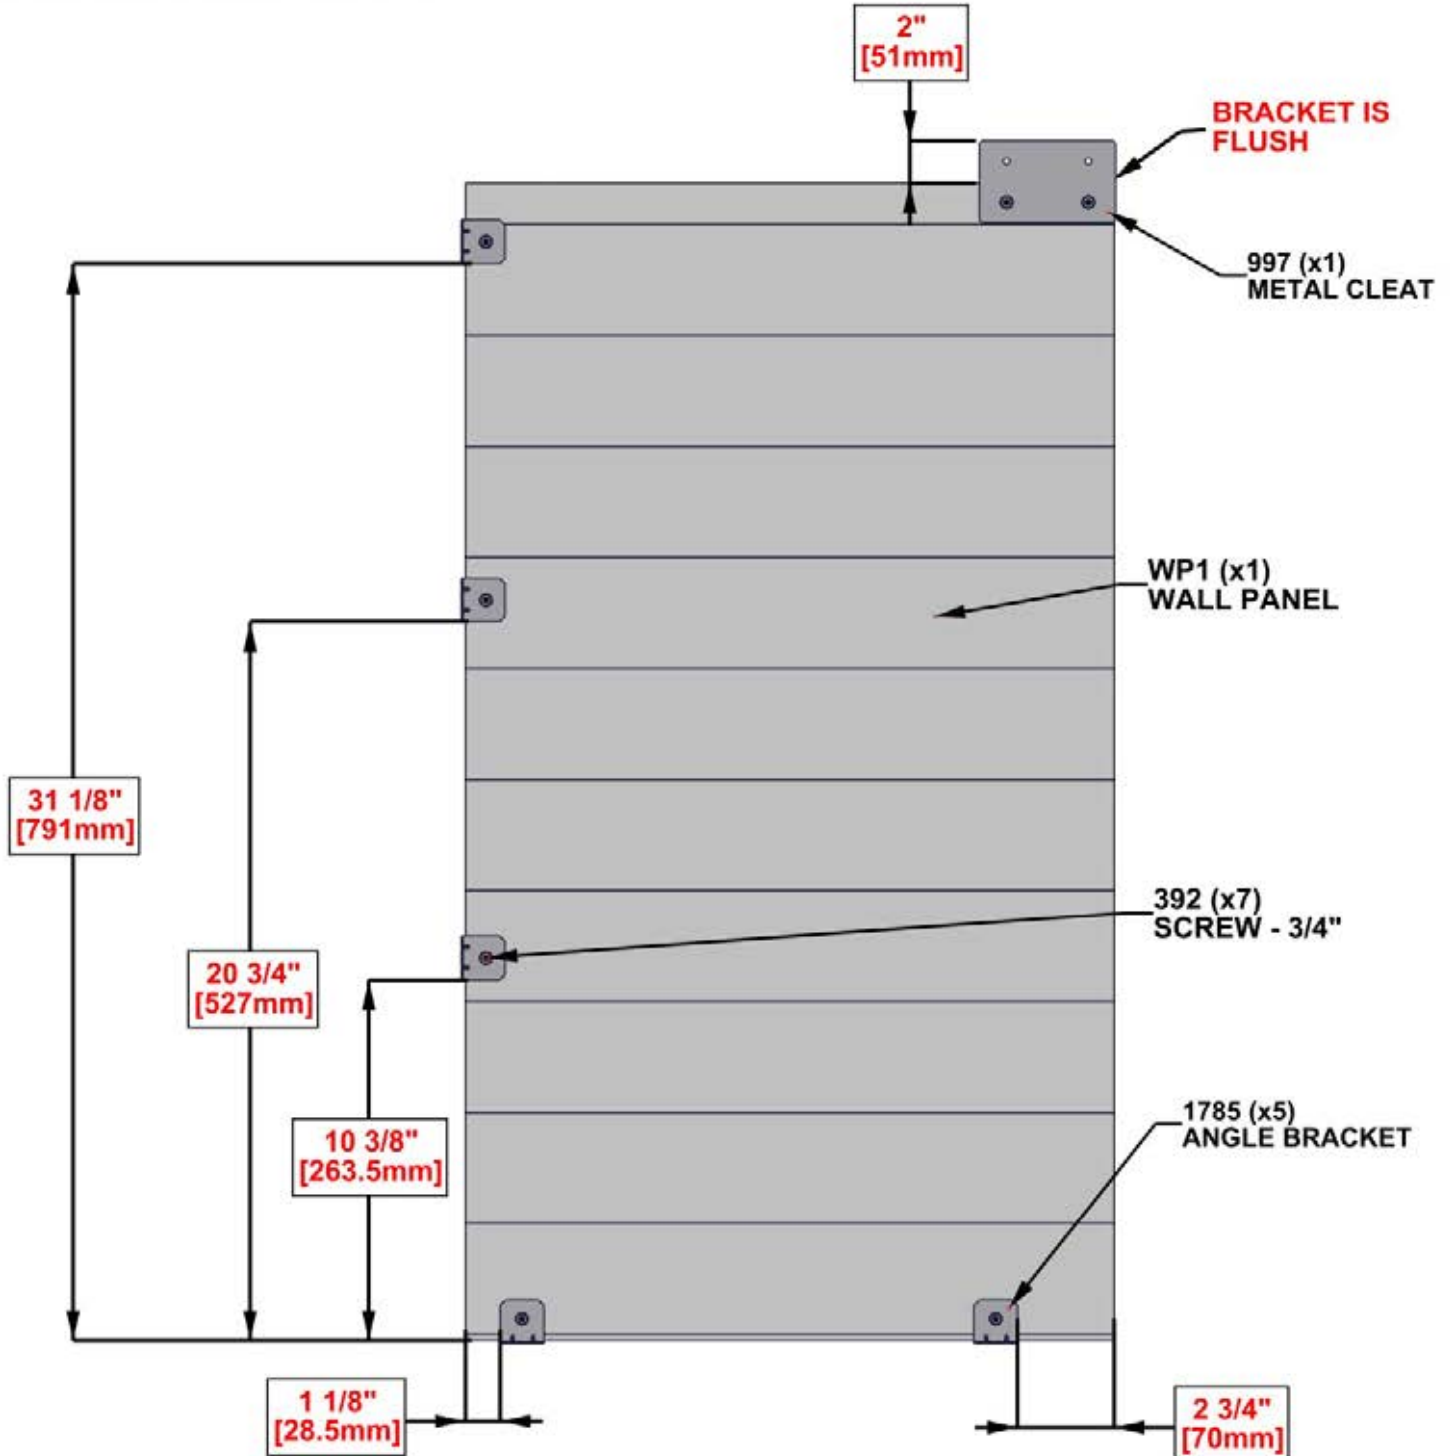 2"
[51mm]
BRACKET IS
FLUSH
997 (x1)
METAL CLEAT
WP1 (x1)
WALL PANEL
31 1/8"
[791mm]
392 (x7)
SCREW - 3/4"
20 3/4"
[527mm]
10 3/8"
[263.5mm]
1785 (x5)
ANGLE BRACKET
1 1/8"
[28.5mm]
2 3/4"
[70mm]